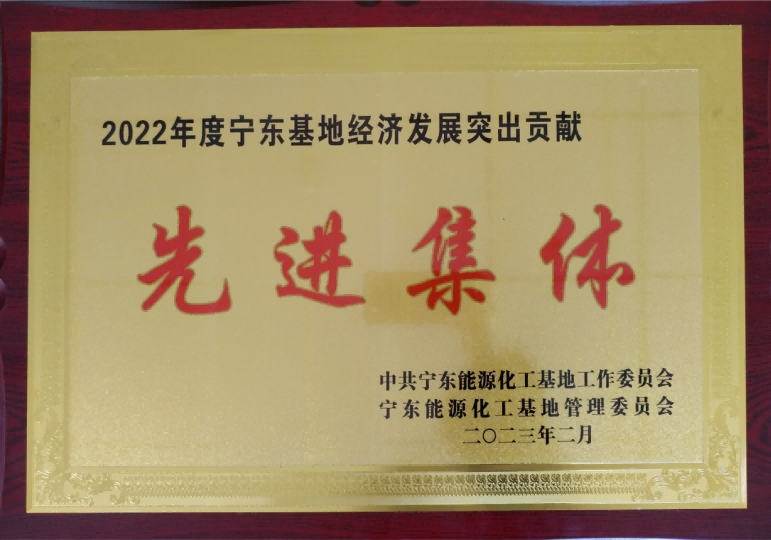 2022年度宁东基地经济发展突出贡献
先进集体
中共宁东能源化工基地工作委员会
宁东能源化工基地管理委员会
二〇二三年二月